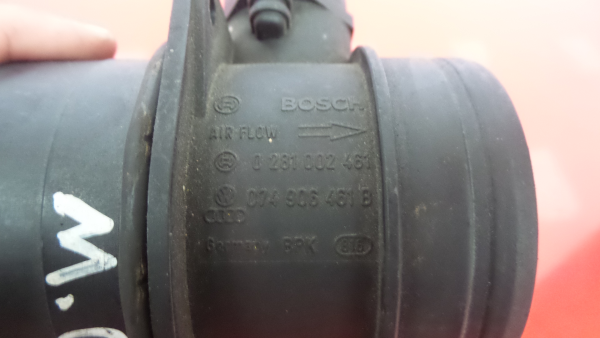 BOSCH
AIR FLOW
0 281 002 461
074 906 461 B
Germany BPK
W.